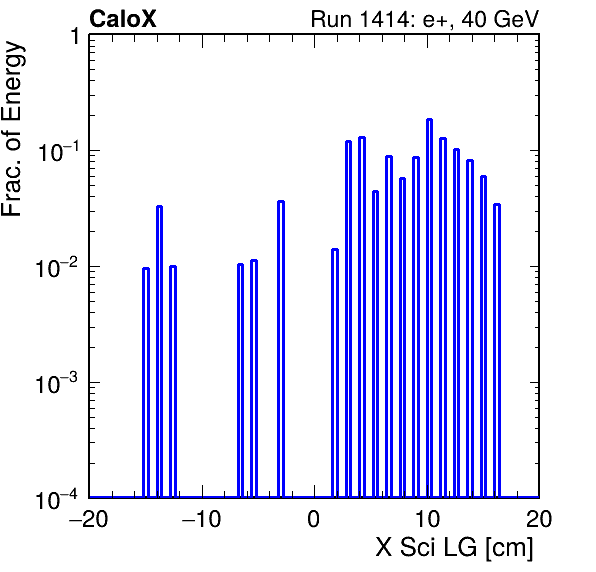 CaloX Run 1414: e+, 40 GeV
Frac. of Energy
1
10⁻¹
10⁻²
10⁻³
10⁻⁴
−20 −10 0 10 20
X Sci LG [cm]